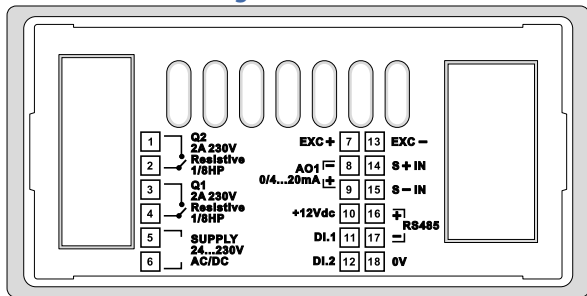 1 Q2
2A 230V
2 Resistive
1/8HP
3 Q1
2A 230V
4 Resistive
1/8HP
5 SUPPLY
24...230V
6 AC/DC
EXC+ 7 13 EXC-
AO1 - 8 14 S+IN
0/4...20mA + 9 15 S-IN
+12Vdc 10 16 +
RS485
DI.1 11 17 -
DI.2 12 18 0V